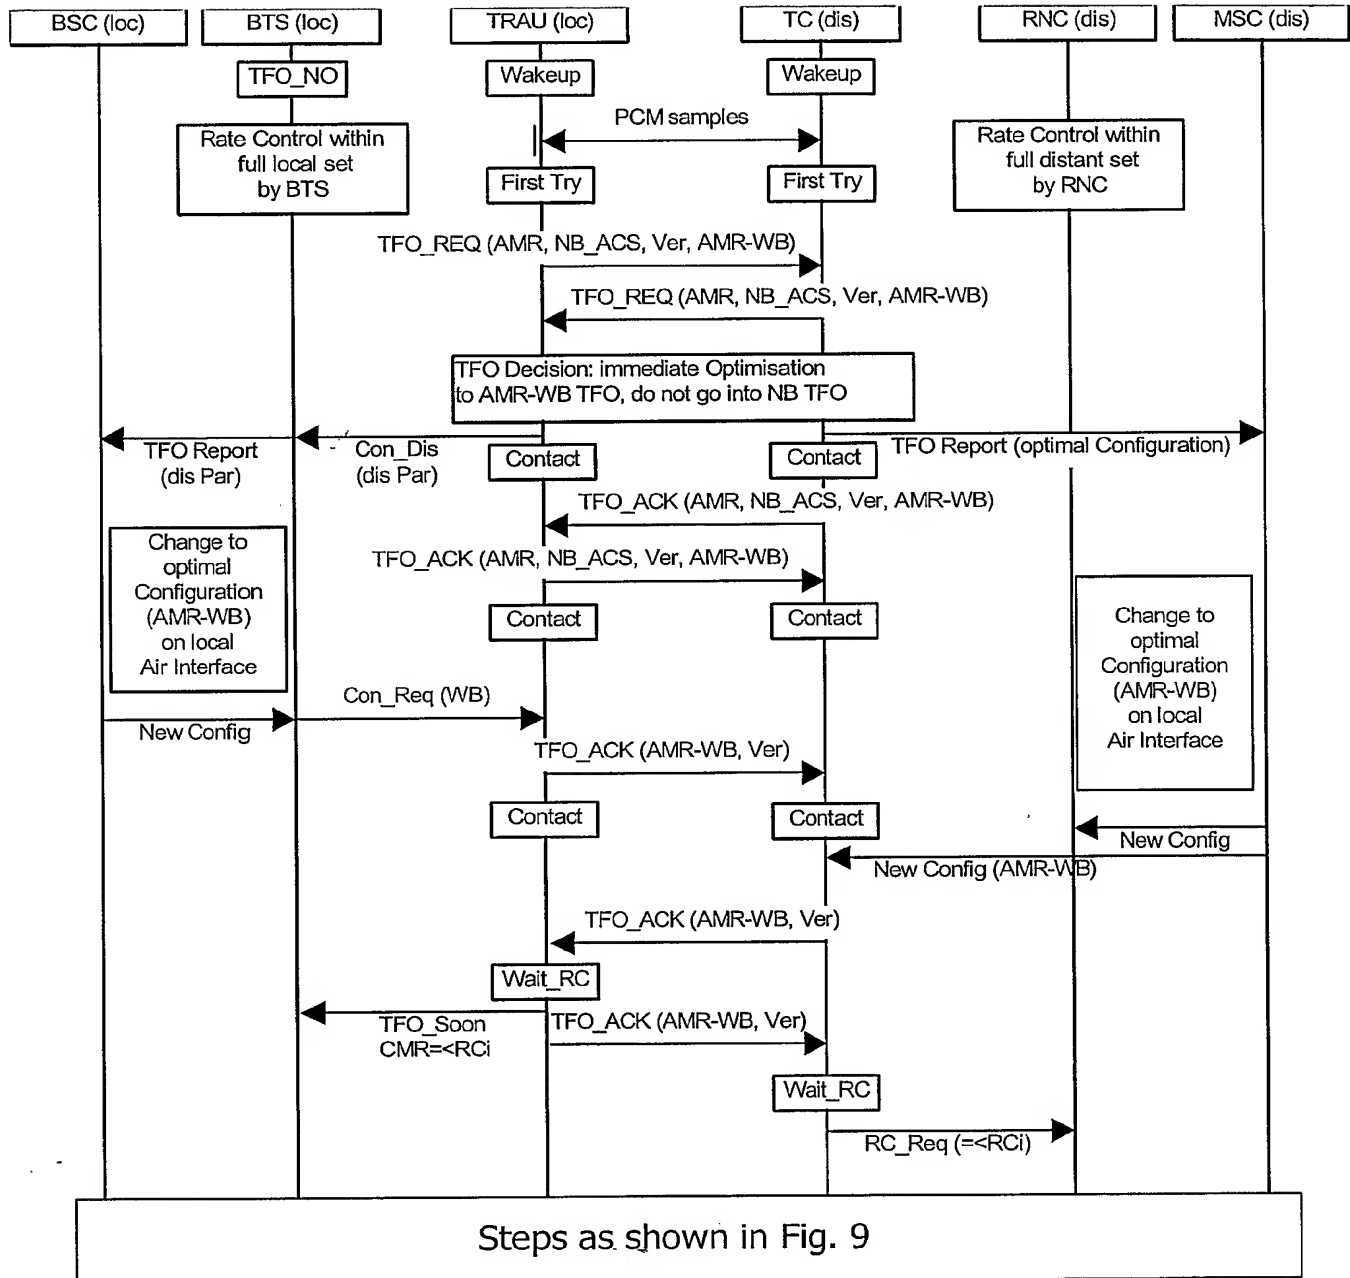 BSC (loc)
BTS (loc)
TRAU (loc)
TC (dis)
RNC (dis)
MSC (dis)
TFO_NO
Wakeup
Wakeup
PCM samples
Rate Control within
full local set
by BTS
Rate Control within
full distant set
by RNC
First Try
First Try
TFO_REQ (AMR, NB_ACS, Ver, AMR-WB)
TFO_REQ (AMR, NB_ACS, Ver, AMR-WB)
TFO Decision: immediate Optimisation
to AMR-WB TFO, do not go into NB TFO
TFO Report
(dis Par)
Con_Dis
(dis Par)
Contact
Contact
TFO Report (optimal Configuration)
TFO_ACK (AMR, NB_ACS, Ver, AMR-WB)
Change to
optimal
Configuration
(AMR-WB)
on local
Air Interface
TFO_ACK (AMR, NB_ACS, Ver, AMR-WB)
Contact
Contact
Change to
optimal
Configuration
(AMR-WB)
on local
Air Interface
New Config
Con_Req (WB)
TFO_ACK (AMR-WB, Ver)
Contact
Contact
New Config
New Config (AMR-WB)
TFO_ACK (AMR-WB, Ver)
Wait_RC
TFO_Soon
CMR=<RCi
TFO_ACK (AMR-WB, Ver)
Wait_RC
RC_Req (=<RCi)
Steps as shown in Fig. 9